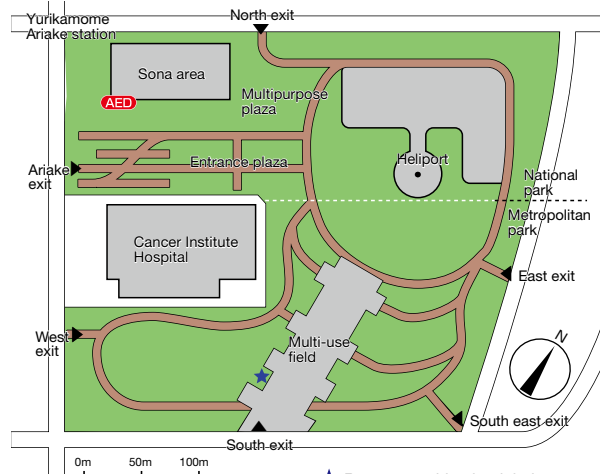 North exit
Yurikamome
Ariake station
Sona area
AED
Multipurpose
plaza
Entrance plaza
Heliport
Ariake
exit
National
park
Metropolitan
park
Cancer Institute
Hospital
East exit
West
exit
Multi-use
field
N
South east exit
South exit
0m 50m 100m